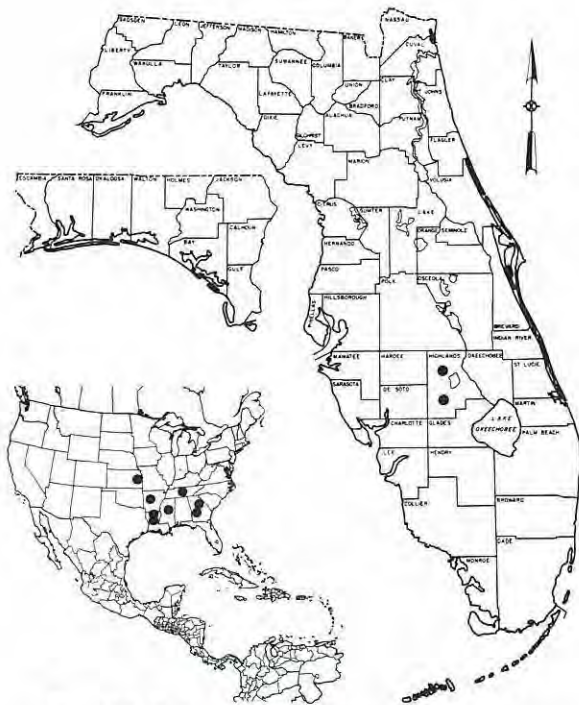 NASSAU
GADSDEN
LEON
JEFFERSON
MADISON
HAMILTON
BAKER
DUVAL
LIBERTY
WAKULLA
TAYLOR
SUWANNEE
COLUMBIA
UNION
CLAY
ST JOHNS
FRANKLIN
LAFAYETTE
BRADFORD
DIXIE
GILCHRIST
ALACHUA
PUTNAM
LEVY
FLAGLER
MARION
VOLUSIA
ESCAMBIA
SANTA ROSA
OKALOOSA
WALTON
HOLMES
JACKSON
WASHINGTON
BAY
CALHOUN
GULF
CITRUS
SUMTER
LAKE
HERNANDO
ORANGE
SEMINOLE
PASCO
OSCEOLA
POLK
HILLSBOROUGH
PINELLAS
BREVARD
INDIAN RIVER
MANATEE
HARDEE
HIGHLANDS
OKEECHOBEE
ST LUCIE
SARASOTA
DE SOTO
MARTIN
CHARLOTTE
GLADES
LAKE
OKEECHOBEE
PALM BEACH
LEE
HENDRY
COLLIER
BROWARD
DADE
MONROE